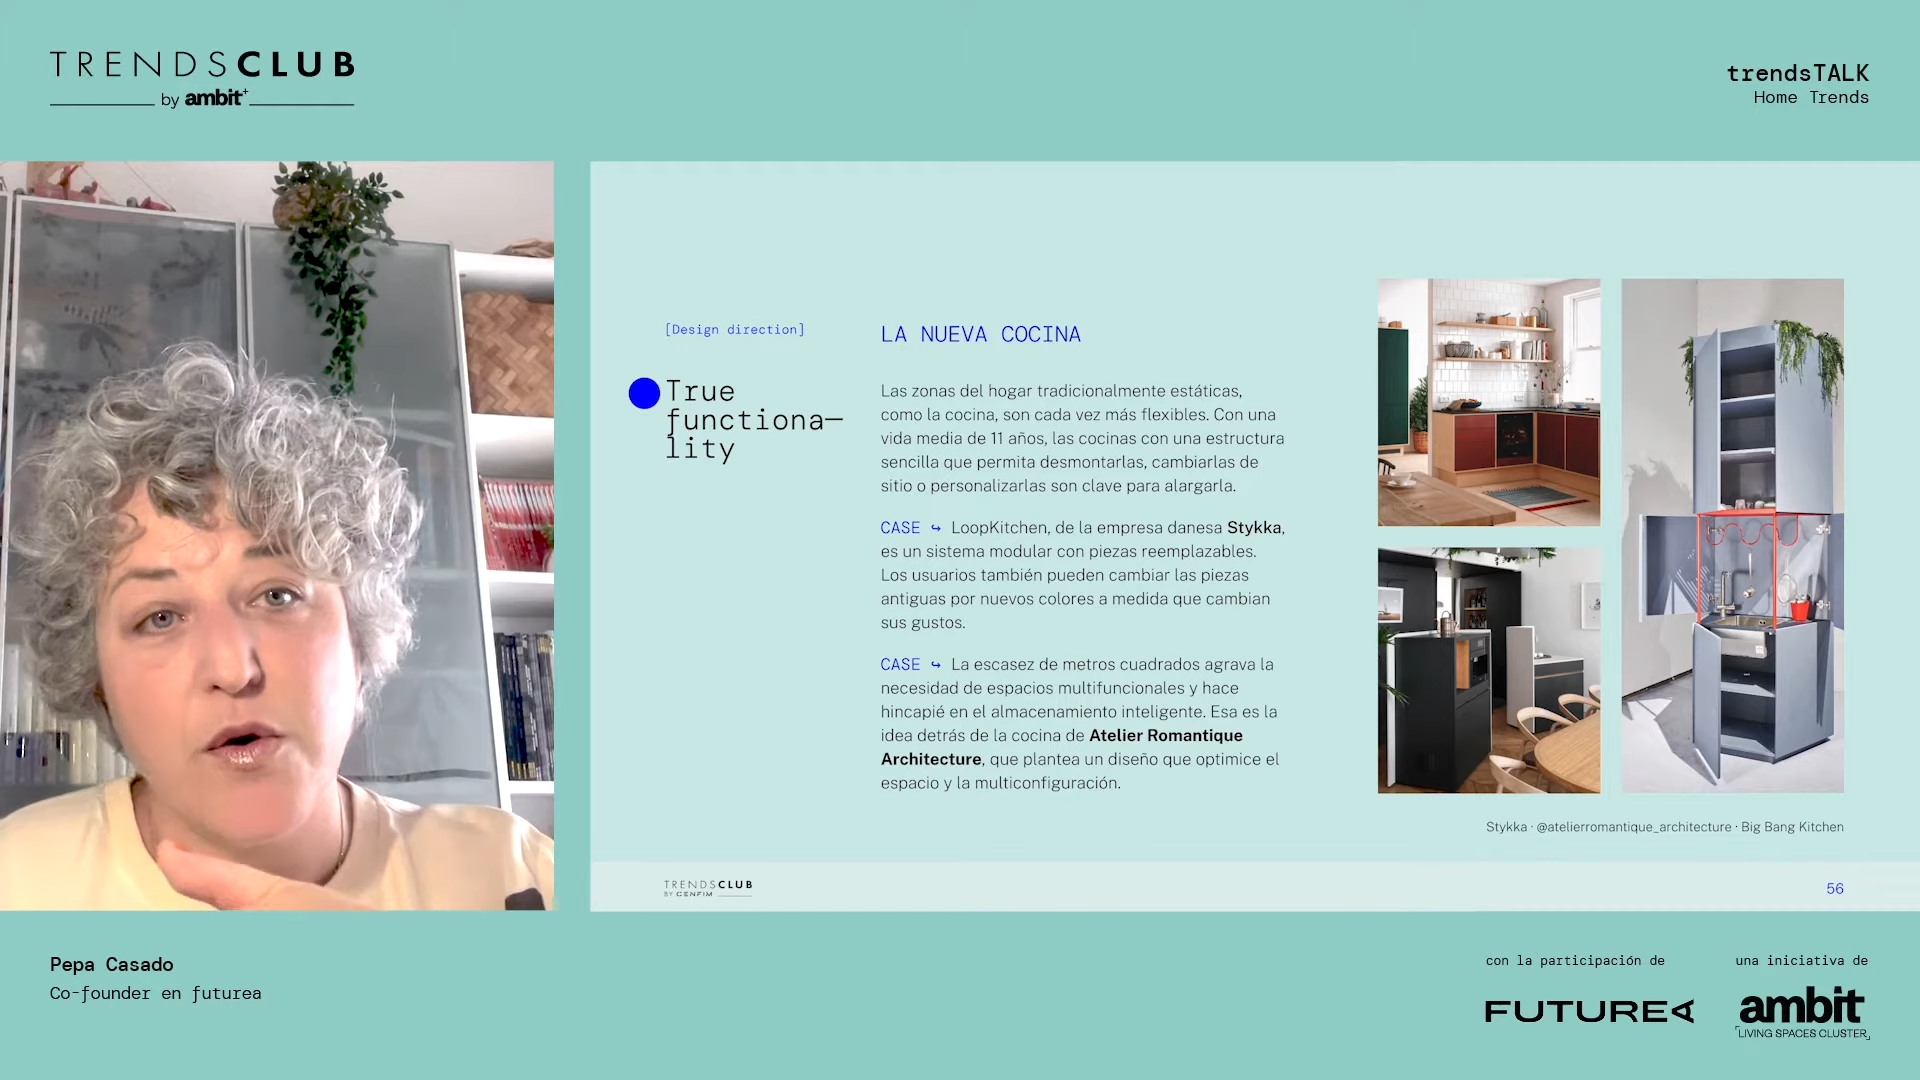 TRENDSCLUB
by ambit+
trendsTALK
Home Trends
[Design direction]
True
functiona—
lity
LA NUEVA COCINA
Las zonas del hogar tradicionalmente estáticas,
como la cocina, son cada vez más flexibles. Con una
vida media de 11 años, las cocinas con una estructura
sencilla que permita desmontarlas, cambiarlas de
sitio o personalizarlas son clave para alargarla.
CASE ↪ LoopKitchen, de la empresa danesa Stykka,
es un sistema modular con piezas reemplazables.
Los usuarios también pueden cambiar las piezas
antiguas por nuevos colores a medida que cambian
sus gustos.
CASE ↪ La escasez de metros cuadrados agrava la
necesidad de espacios multifuncionales y hace
hincapié en el almacenamiento inteligente. Esa es la
idea detrás de la cocina de Atelier Romantique
Architecture, que plantea un diseño que optimice el
espacio y la multiconfiguración.
Stykka · @atelierromantique_architecture · Big Bang Kitchen
TRENDSCLUB
BY CENFIM
56
Pepa Casado
Co-founder en futurea
con la participación de
FUTUREA
una iniciativa de
ambit
LIVING SPACES CLUSTER